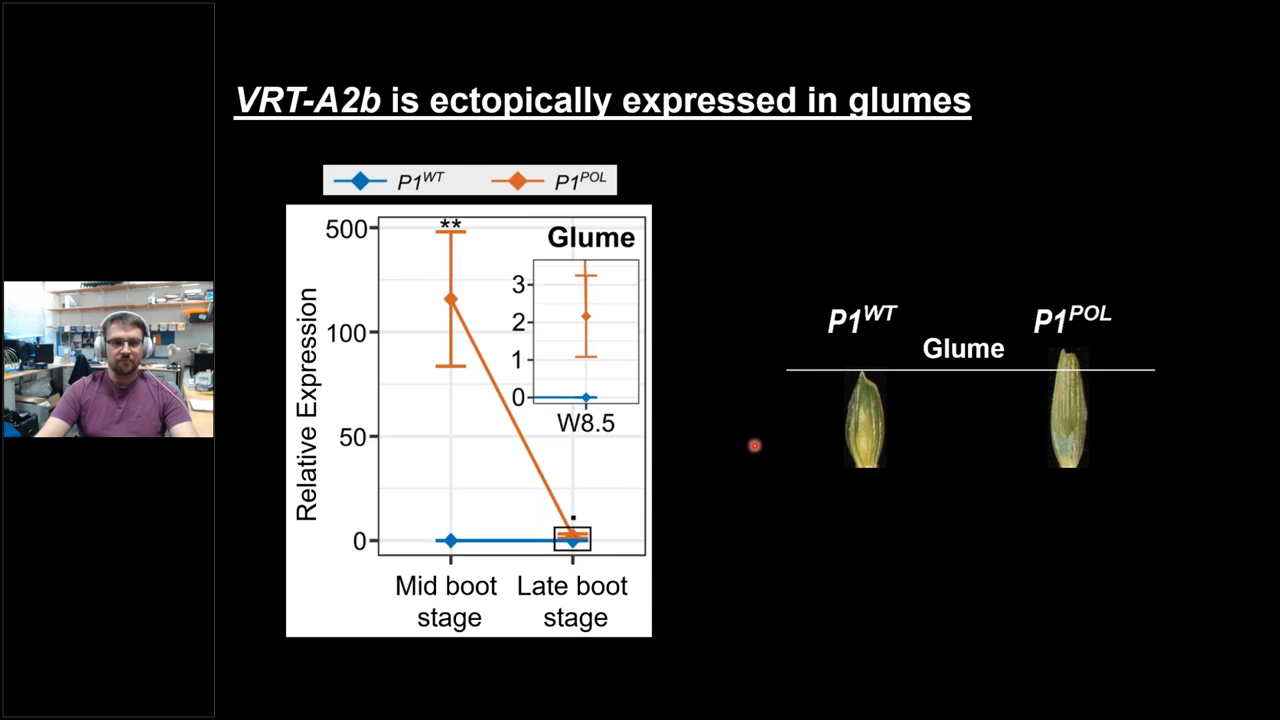 VRT-A2b is ectopically expressed in glumes
P1WT P1POL
Relative Expression
500
100
50
0
**
Glume
3
2
1
0
W8.5
Mid boot stage
Late boot stage
P1WT P1POL
Glume